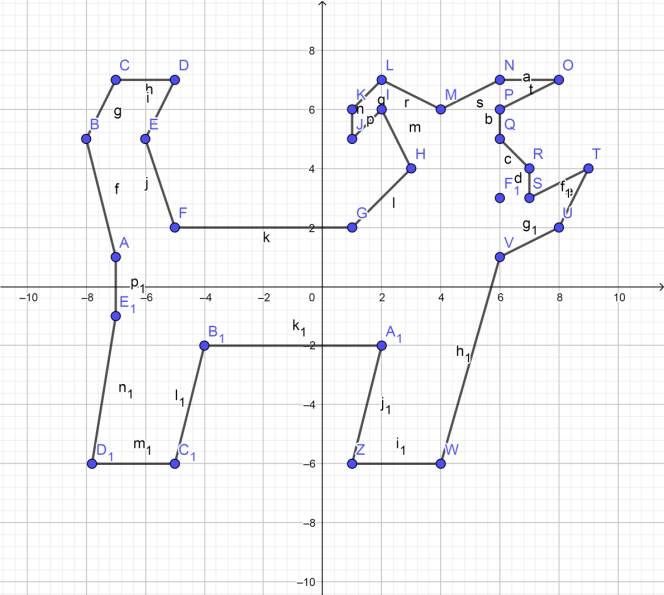 8
C D L N O
h a
i K q I r M s P t
g n
B E J p m b Q
c R T
4 H d S f₁ e
f j F₁
l
F G 2 g₁ U
k
A V
p₁
−10 −8 −6 −4 −2 0 2 4 6 8 10
E₁
B₁ k₁ −2 A₁
h₁
n₁ l₁ −4 j₁
D₁ m₁ C₁ −6 Z i₁ W
−8
−10
6